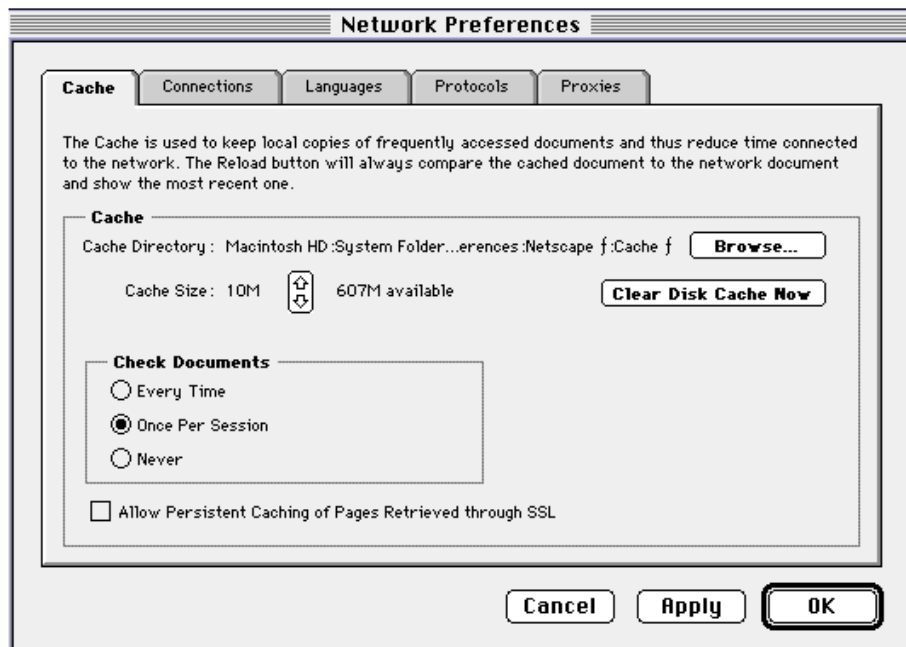 Network Preferences
Cache Connections Languages Protocols Proxies
The Cache is used to keep local copies of frequently accessed documents and thus reduce time connected
to the network. The Reload button will always compare the cached document to the network document
and show the most recent one.
Cache
Cache Directory : Macintosh HD :System Folder...erences :Netscape ƒ :Cache ƒ Browse...
Cache Size : 10M 607M available Clear Disk Cache Now
Check Documents
Every Time
Once Per Session
Never
Allow Persistent Caching of Pages Retrieved through SSL
Cancel Apply OK